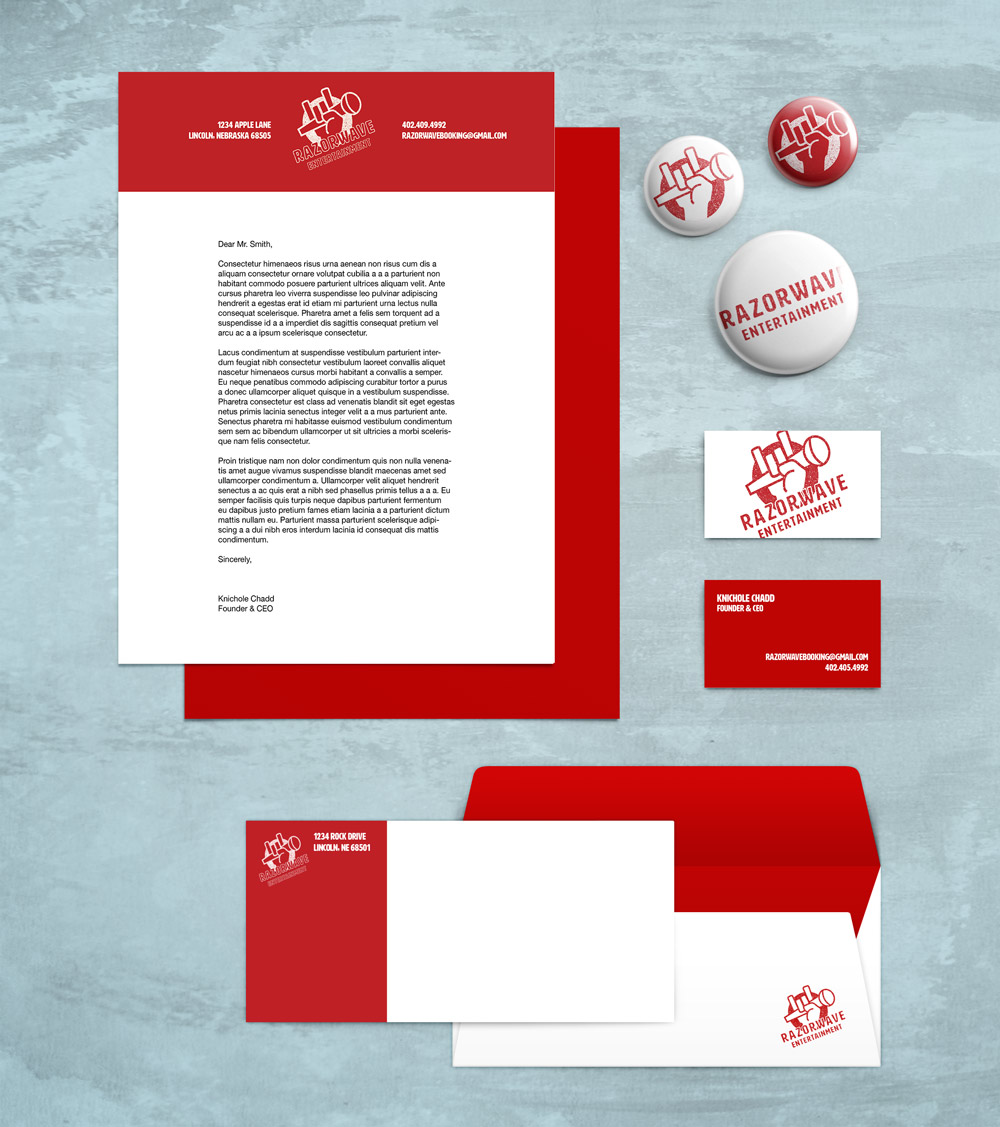 1234 APPLE LANE
LINCOLN, NEBRASKA 68505
RAZORWAVE
ENTERTAINMENT
402.409.4992
RAZORWAVEBOOKING@GMAIL.COM
Dear Mr. Smith,
Consectetur himenaeos risus urna aenean non risus cum dis a
aliquam consectetur ornare volutpat cubilia a a a parturient non
habitant commodo posuere parturient ultrices aliquam velit. Ante
cursus pharetra leo viverra suspendisse leo pulvinar adipiscing
hendrerit a egestas erat id etiam mi parturient urna lectus nulla
consequat scelerisque. Pharetra amet a felis sem torquent ad a
suspendisse id a a imperdiet dis sagittis consequat pretium vel
arcu ac a a ipsum scelerisque consectetur.
Lacus condimentum at suspendisse vestibulum parturient inter-
dum feugiat nibh consectetur vestibulum laoreet convallis aliquet
nascetur himenaeos cursus morbi habitant a convallis a semper.
Eu neque penatibus commodo adipiscing curabitur tortor a purus
a donec ullamcorper aliquet quisque in a vestibulum suspendisse.
Pharetra consectetur est class ad venenatis blandit sit eget egestas
netus primis lacinia senectus integer velit a a mus parturient ante.
Senectus pharetra mi habitasse euismod vestibulum condimentum
sem sem ac bibendum ullamcorper ut sit ultricies a morbi sceleris-
que nam felis consectetur.
Proin tristique nam non dolor condimentum quis non nulla venena-
tis amet augue vivamus suspendisse blandit maecenas amet sed
ullamcorper condimentum a. Ullamcorper velit aliquet hendrerit
senectus a ac quis erat a nibh sed phasellus primis tellus a a a. Eu
semper facilisis quis turpis neque dapibus parturient fermentum
eu dapibus justo pretium fames etiam lacinia a a parturient dictum
mattis nullam eu. Parturient massa parturient scelerisque adipi-
scing a a dui nibh eros interdum lacinia id consequat dis mattis
condimentum.
Sincerely,
Knichole Chadd
Founder & CEO
RAZORWAV
ENTERTAINMENT
RAZORWAVE
ENTERTAINMENT
KNICHOLE CHADD
FOUNDER & CEO
RAZORWAVEBOOKING@GMAIL.COM
402.405.4992
RAZORWAVE
ENTERTAINMENT
1234 ROCK DRIVE
LINCOLN, NE 68501
RAZORWAVE
ENTERTAINMENT